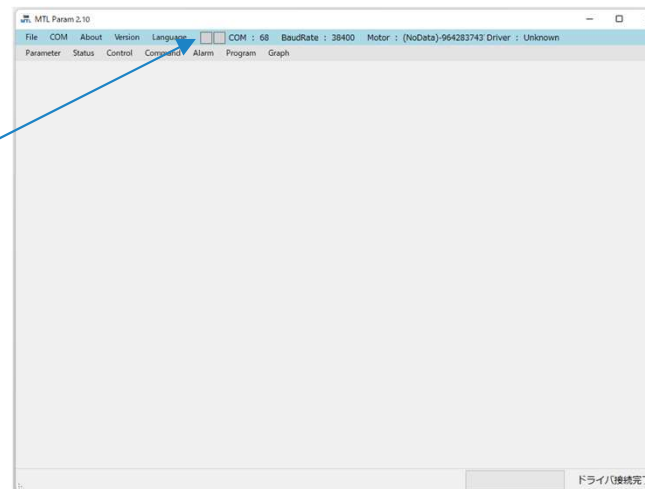 MTL Param 2.10
File COM About Version Language COM : 68 BaudRate : 38400 Motor : (NoData)-964283743 Driver : Unknown
Parameter Status Control Command Alarm Program Graph
ドライバ接続完了